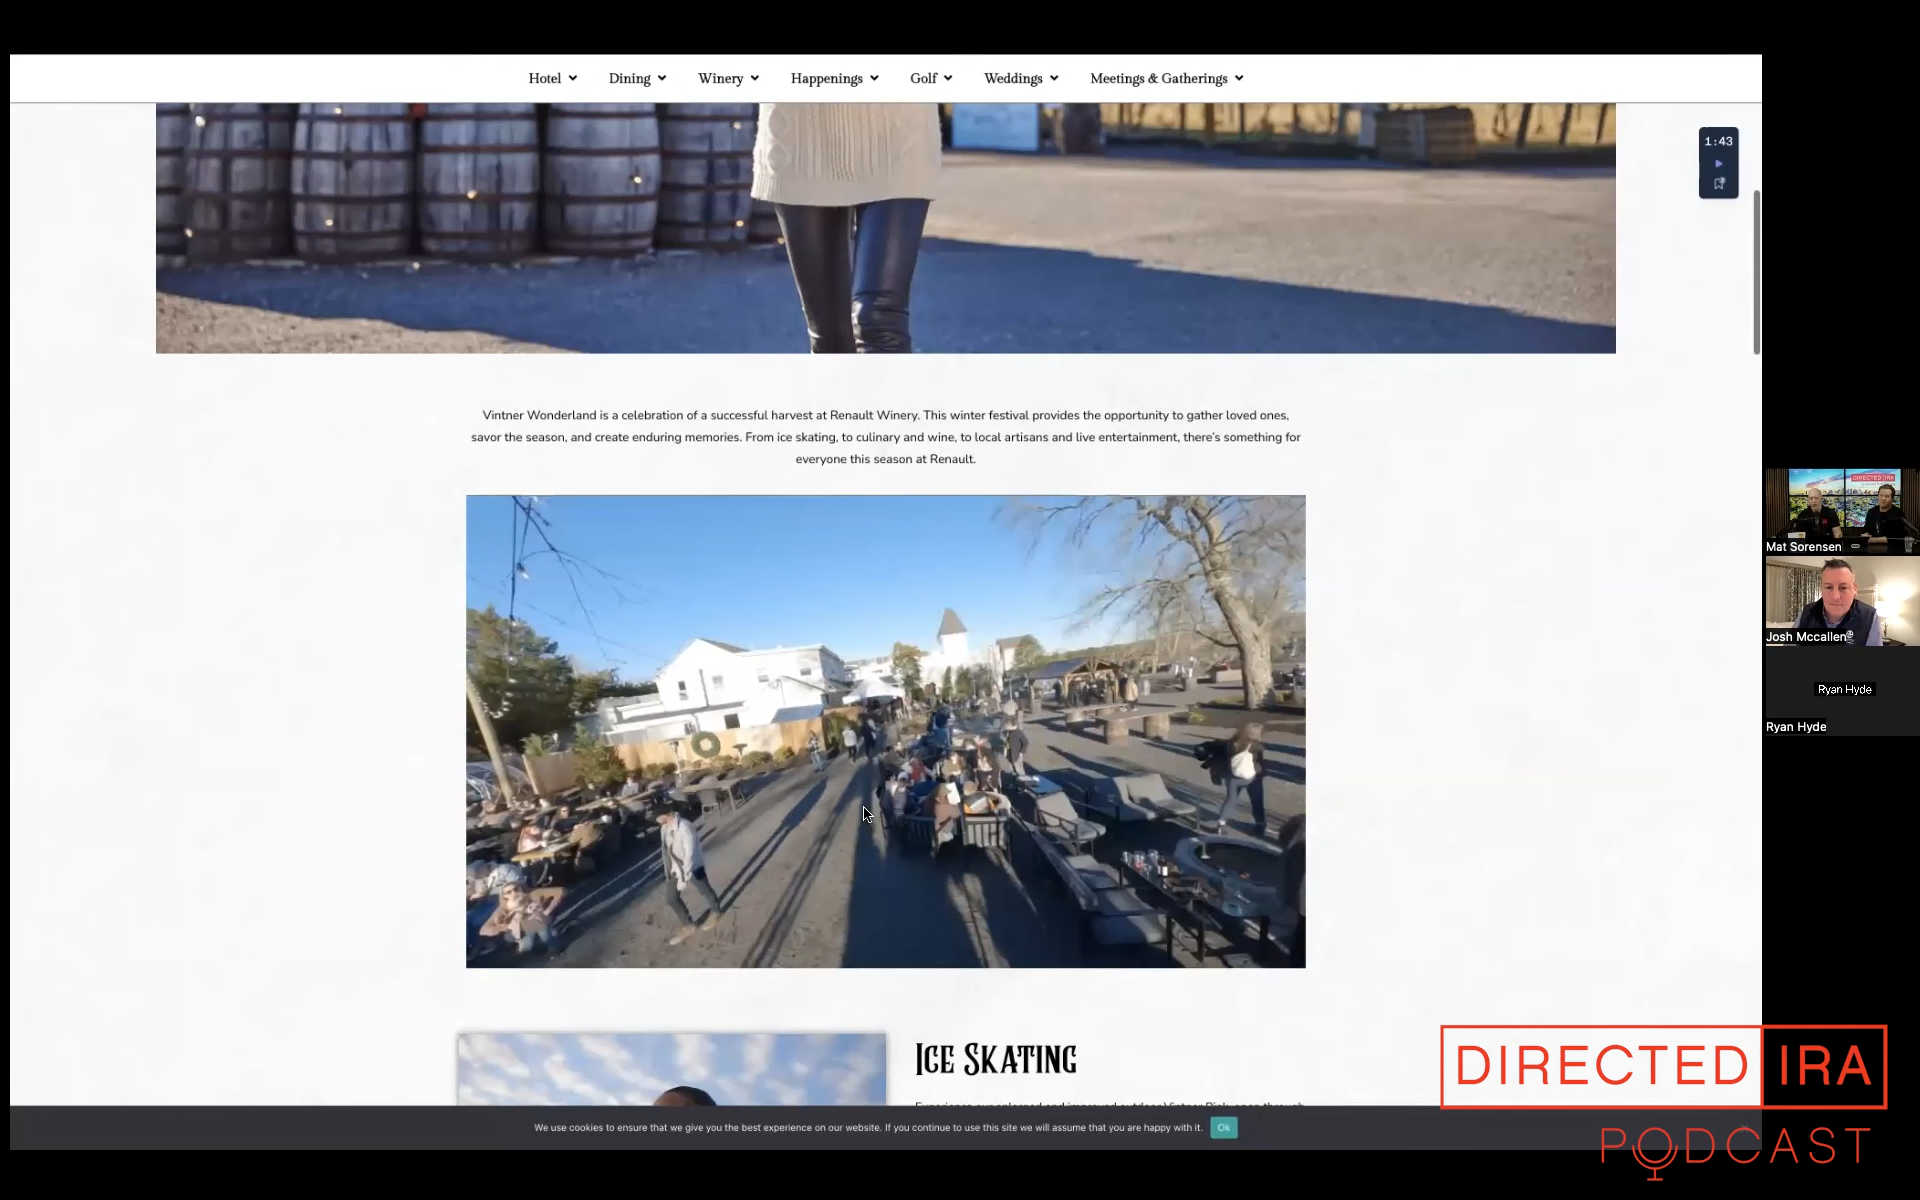 Hotel
Dining
Winery
Happenings
Golf
Weddings
Meetings & Gatherings
1:43
Vintner Wonderland is a celebration of a successful harvest at Renault Winery. This winter festival provides the opportunity to gather loved ones,
savor the season, and create enduring memories. From ice skating, to culinary and wine, to local artisans and live entertainment, there's something for
everyone this season at Renault.
DIRECTED IRA
Mat Sorensen
Josh Mccallen
Ryan Hyde
Ryan Hyde
ICE SKATING
We use cookies to ensure that we give you the best experience on our website. If you continue to use this site we will assume that you are happy with it.
Ok
DIRECTED IRA
PODCAST